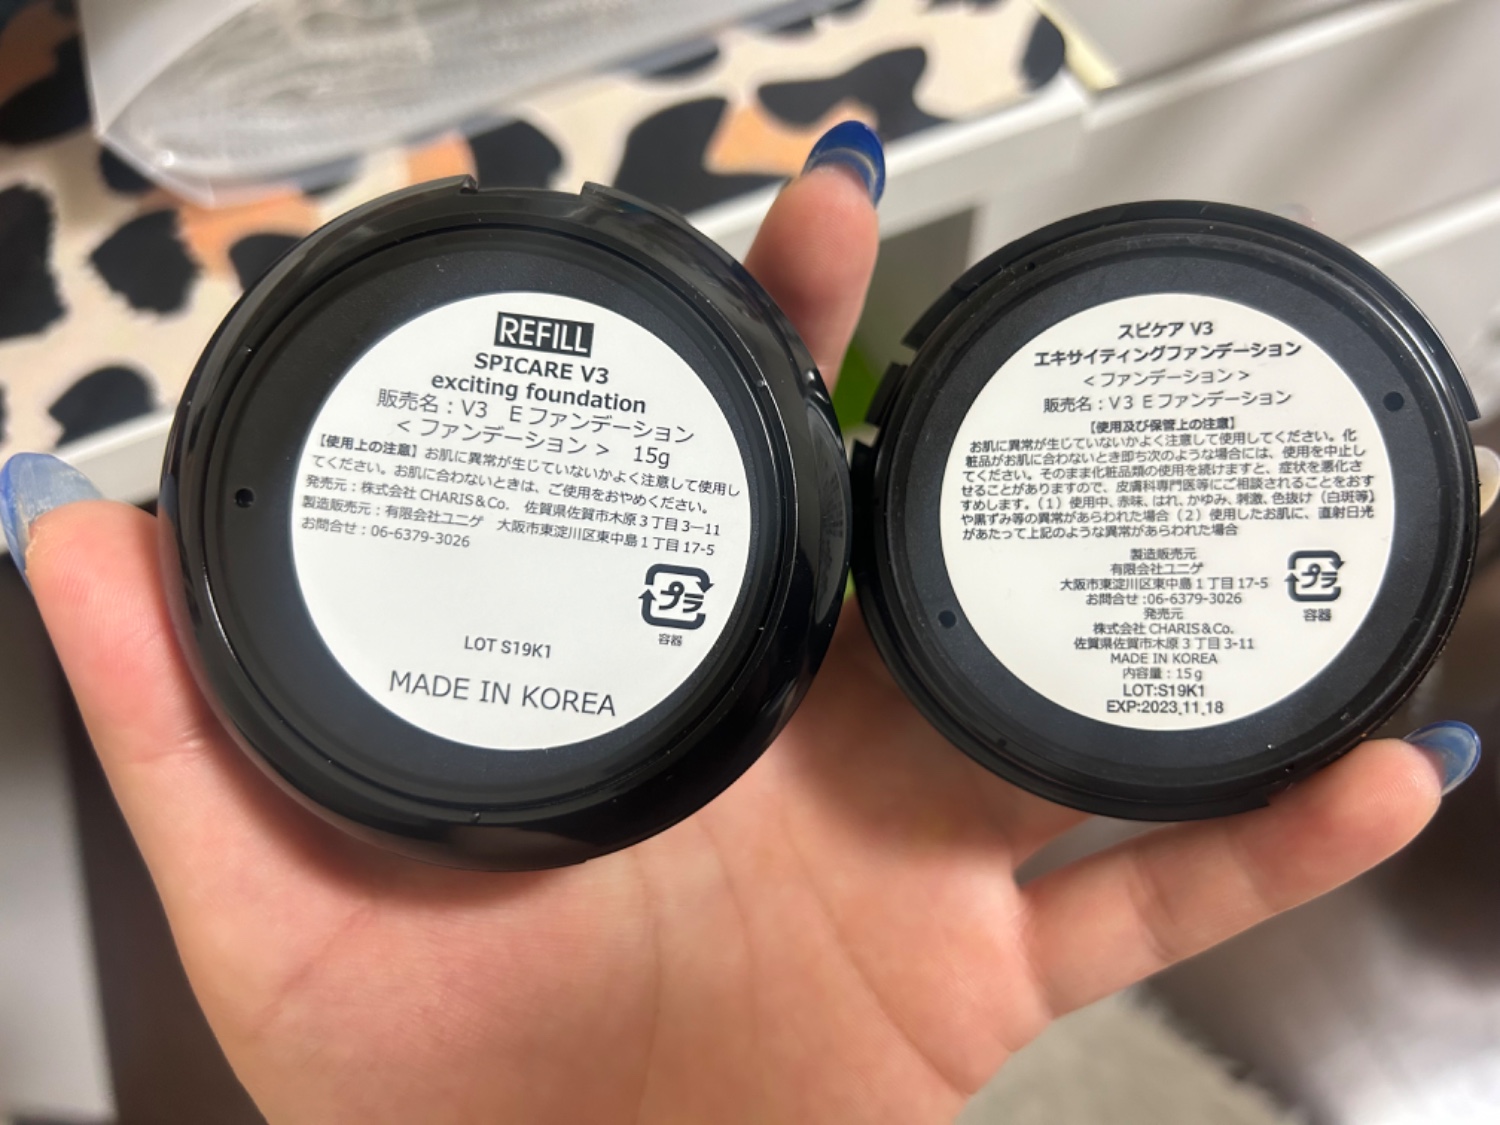 REFILL
SPICARE V3
exciting foundation
販売名：V3 Eファンデーション
＜ファンデーション＞ 15g
【使用上の注意】お肌に異常が生じていないかよく注意して使用し
てください。お肌に合わないときは、ご使用をおやめください。
発売元：株式会社 CHARIS＆Co. 佐賀県佐賀市木原3丁目3―11
製造販売元：有限会社ユニゲ 大阪市東淀川区東中島1丁目17-5
お問合せ：06-6379-3026
プラ
容器
LOT S19K1
MADE IN KOREA
スピケア V3
エキサイティングファンデーション
＜ファンデーション＞
販売名：V3 Eファンデーション
【使用及び保管上の注意】
お肌に異常が生じていないかよく注意して使用してください。化
粧品がお肌に合わないとき即ち次のような場合には、使用を中止し
てください。そのまま化粧品類の使用を続けますと、症状を悪化さ
せることがありますので、皮膚科専門医等にご相談されることをおす
すめします。（1）使用中、赤味、はれ、かゆみ、刺激、色抜け（白斑等）
や黒ずみ等の異常があらわれた場合（2）使用したお肌に、直射日光
があたって上記のような異常があらわれた場合
製造販売元
有限会社ユニゲ
大阪市東淀川区東中島1丁目17-5
お問合せ:06-6379-3026
発売元
株式会社 CHARIS＆Co.
佐賀県佐賀市木原3丁目3-11
MADE IN KOREA
内容量：15g
LOT:S19K1
EXP:2023.11.18
プラ
容器